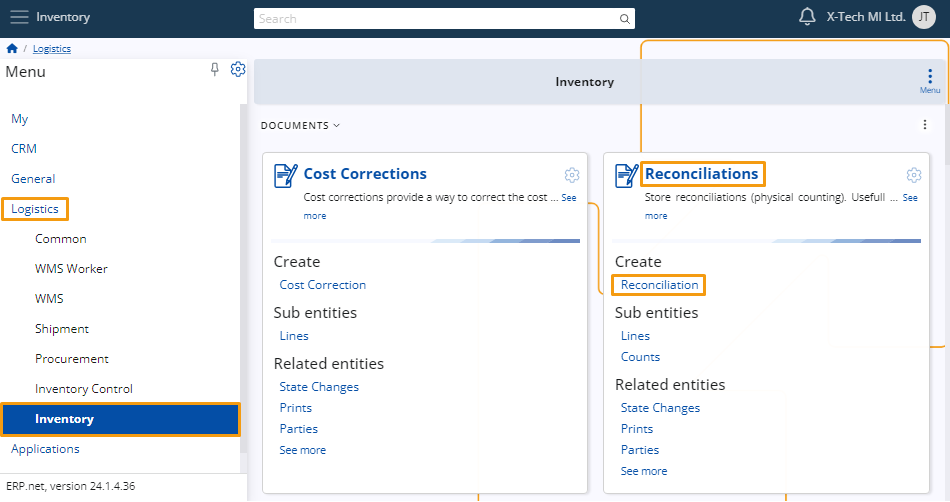 Inventory
Search
X-Tech MI Ltd.
JT
/ Logistics
Menu
My
CRM
General
Logistics
Common
WMS Worker
WMS
Shipment
Procurement
Inventory Control
Inventory
Applications
ERP.net, version 24.1.4.36
Inventory
Menu
DOCUMENTS
Cost Corrections
Cost corrections provide a way to correct the cost ... See
more
Create
Cost Correction
Sub entities
Lines
Related entities
State Changes
Prints
Parties
See more
Reconciliations
Store reconciliations (physical counting). Usefull ... See
more
Create
Reconciliation
Sub entities
Lines
Counts
Related entities
State Changes
Prints
Parties
See more